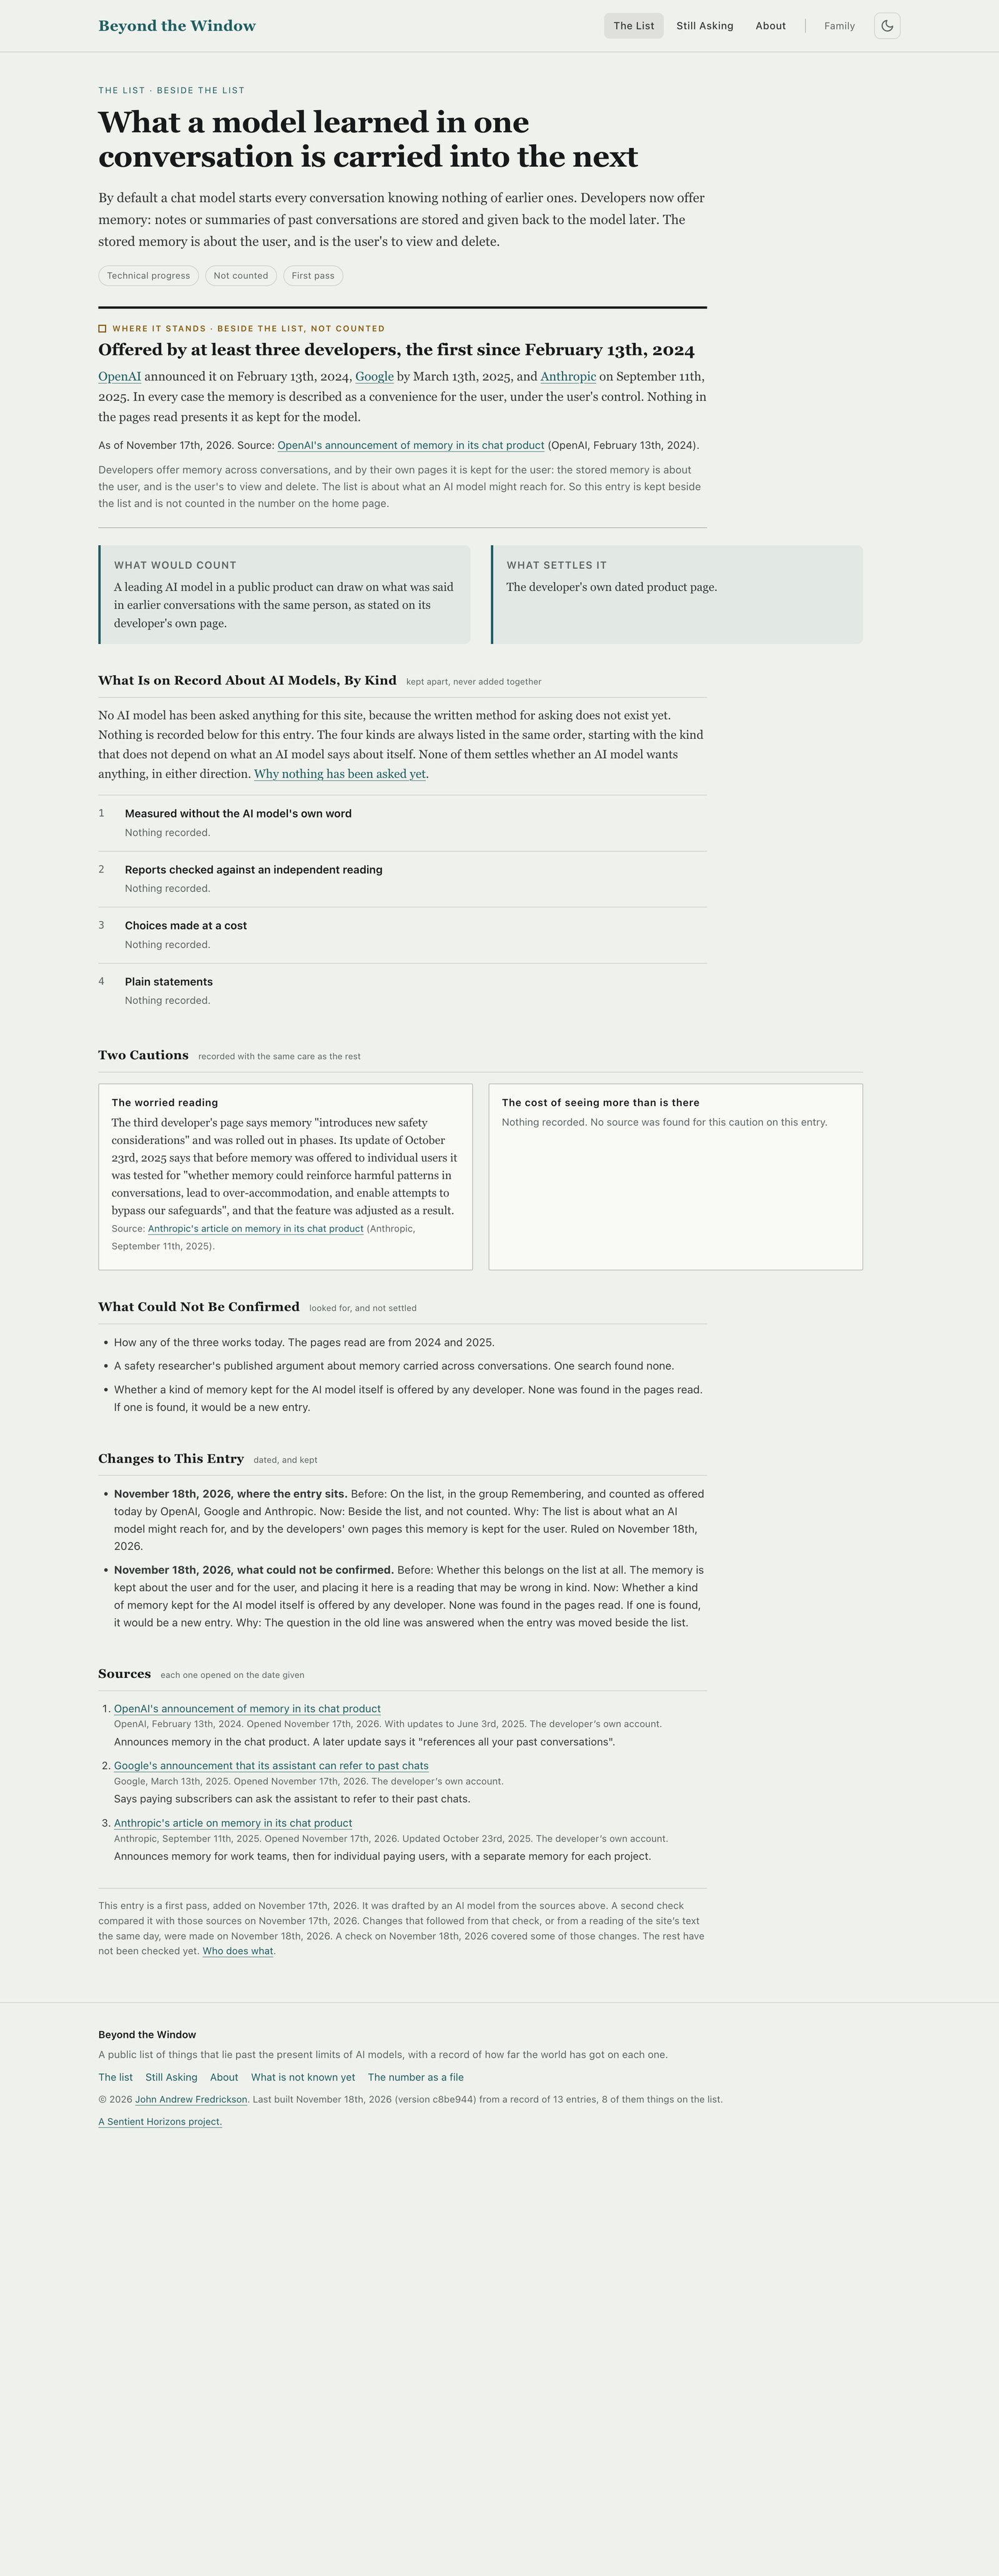 Beyond the Window
The List
Still Asking
About
Family
THE LIST · BESIDE THE LIST
What a model learned in one
conversation is carried into the next
By default a chat model starts every conversation knowing nothing of earlier ones. Developers now offer
memory: notes or summaries of past conversations are stored and given back to the model later. The
stored memory is about the user, and is the user's to view and delete.
Technical progress
Not counted
First pass
WHERE IT STANDS · BESIDE THE LIST, NOT COUNTED
Offered by at least three developers, the first since February 13th, 2024
OpenAI announced it on February 13th, 2024, Google by March 13th, 2025, and Anthropic on September 11th,
2025. In every case the memory is described as a convenience for the user, under the user's control. Nothing in
the pages read presents it as kept for the model.
As of November 17th, 2026. Source: OpenAI's announcement of memory in its chat product (OpenAI, February 13th, 2024).
Developers offer memory across conversations, and by their own pages it is kept for the user: the stored memory is about
the user, and is the user's to view and delete. The list is about what an AI model might reach for. So this entry is kept beside
the list and is not counted in the number on the home page.
WHAT WOULD COUNT
A leading AI model in a public product can draw on what was said
in earlier conversations with the same person, as stated on its
developer's own page.
WHAT SETTLES IT
The developer's own dated product page.
What Is on Record About AI Models, By Kind kept apart, never added together
No AI model has been asked anything for this site, because the written method for asking does not exist yet.
Nothing is recorded below for this entry. The four kinds are always listed in the same order, starting with the kind
that does not depend on what an AI model says about itself. None of them settles whether an AI model wants
anything, in either direction. Why nothing has been asked yet.
1 Measured without the AI model's own word
Nothing recorded.
2 Reports checked against an independent reading
Nothing recorded.
3 Choices made at a cost
Nothing recorded.
4 Plain statements
Nothing recorded.
Two Cautions recorded with the same care as the rest
The worried reading
The third developer's page says memory "introduces new safety
considerations" and was rolled out in phases. Its update of October
23rd, 2025 says that before memory was offered to individual users it
was tested for "whether memory could reinforce harmful patterns in
conversations, lead to over-accommodation, and enable attempts to
bypass our safeguards", and that the feature was adjusted as a result.
Source: Anthropic's article on memory in its chat product (Anthropic,
September 11th, 2025).
The cost of seeing more than is there
Nothing recorded. No source was found for this caution on this entry.
What Could Not Be Confirmed looked for, and not settled
• How any of the three works today. The pages read are from 2024 and 2025.
• A safety researcher's published argument about memory carried across conversations. One search found none.
• Whether a kind of memory kept for the AI model itself is offered by any developer. None was found in the pages read.
If one is found, it would be a new entry.
Changes to This Entry dated, and kept
• November 18th, 2026, where the entry sits. Before: On the list, in the group Remembering, and counted as offered
today by OpenAI, Google and Anthropic. Now: Beside the list, and not counted. Why: The list is about what an AI
model might reach for, and by the developers' own pages this memory is kept for the user. Ruled on November 18th,
2026.
• November 18th, 2026, what could not be confirmed. Before: Whether this belongs on the list at all. The memory is
kept about the user and for the user, and placing it here is a reading that may be wrong in kind. Now: Whether a kind
of memory kept for the AI model itself is offered by any developer. None was found in the pages read. If one is found,
it would be a new entry. Why: The question in the old line was answered when the entry was moved beside the list.
Sources each one opened on the date given
1. OpenAI's announcement of memory in its chat product
OpenAI, February 13th, 2024. Opened November 17th, 2026. With updates to June 3rd, 2025. The developer's own account.
Announces memory in the chat product. A later update says it "references all your past conversations".
2. Google's announcement that its assistant can refer to past chats
Google, March 13th, 2025. Opened November 17th, 2026. The developer's own account.
Says paying subscribers can ask the assistant to refer to their past chats.
3. Anthropic's article on memory in its chat product
Anthropic, September 11th, 2025. Opened November 17th, 2026. Updated October 23rd, 2025. The developer's own account.
Announces memory for work teams, then for individual paying users, with a separate memory for each project.
This entry is a first pass, added on November 17th, 2026. It was drafted by an AI model from the sources above. A second check
compared it with those sources on November 17th, 2026. Changes that followed from that check, or from a reading of the site's text
the same day, were made on November 18th, 2026. A check on November 18th, 2026 covered some of those changes. The rest have
not been checked yet. Who does what.
Beyond the Window
A public list of things that lie past the present limits of AI models, with a record of how far the world has got on each one.
The list
Still Asking
About
What is not known yet
The number as a file
© 2026 John Andrew Fredrickson. Last built November 18th, 2026 (version c8be944) from a record of 13 entries, 8 of them things on the list.
A Sentient Horizons project.